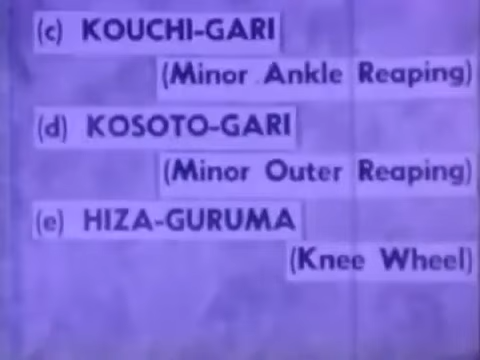 (c) KOUCHI-GARI
(Minor Ankle Reaping)
(d) KOSOTO-GARI
(Minor Outer Reaping)
(e) HIZA-GURUMA
(Knee Wheel)